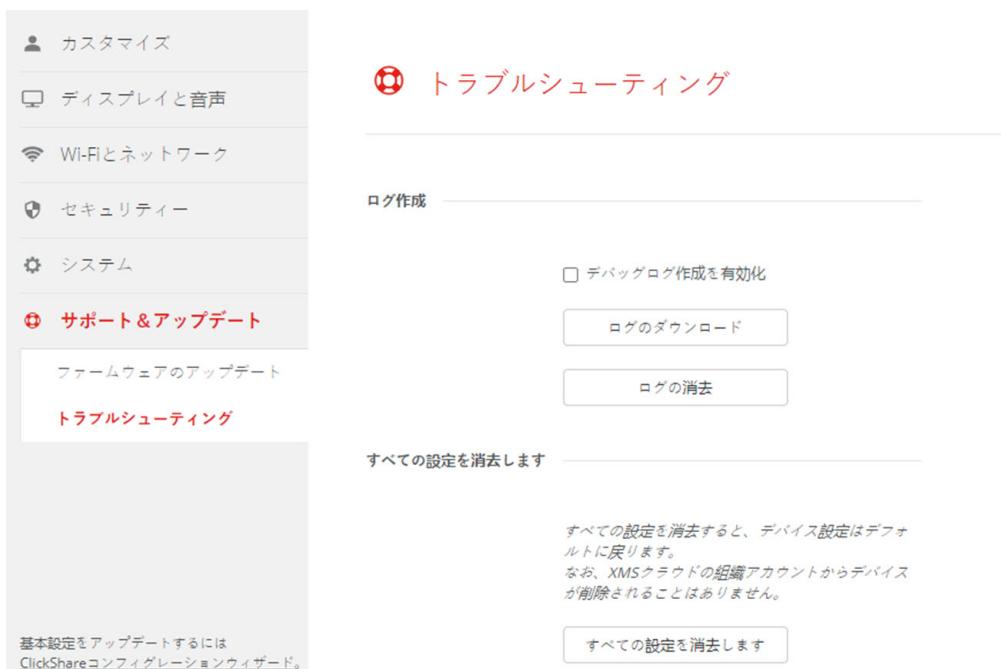 カスタマイズ
ディスプレイと音声
Wi-Fiとネットワーク
セキュリティー
システム
サポート＆アップデート
ファームウェアのアップデート
トラブルシューティング
基本設定をアップデートするには
ClickShareコンフィグレーションウィザード。
トラブルシューティング
ログ作成
デバッグログ作成を有効化
ログのダウンロード
ログの消去
すべての設定を消去します
すべての設定を消去すると、デバイス設定はデフォ
ルトに戻ります。
なお、XMSクラウドの組織アカウントからデバイス
が削除されることはありません。
すべての設定を消去します